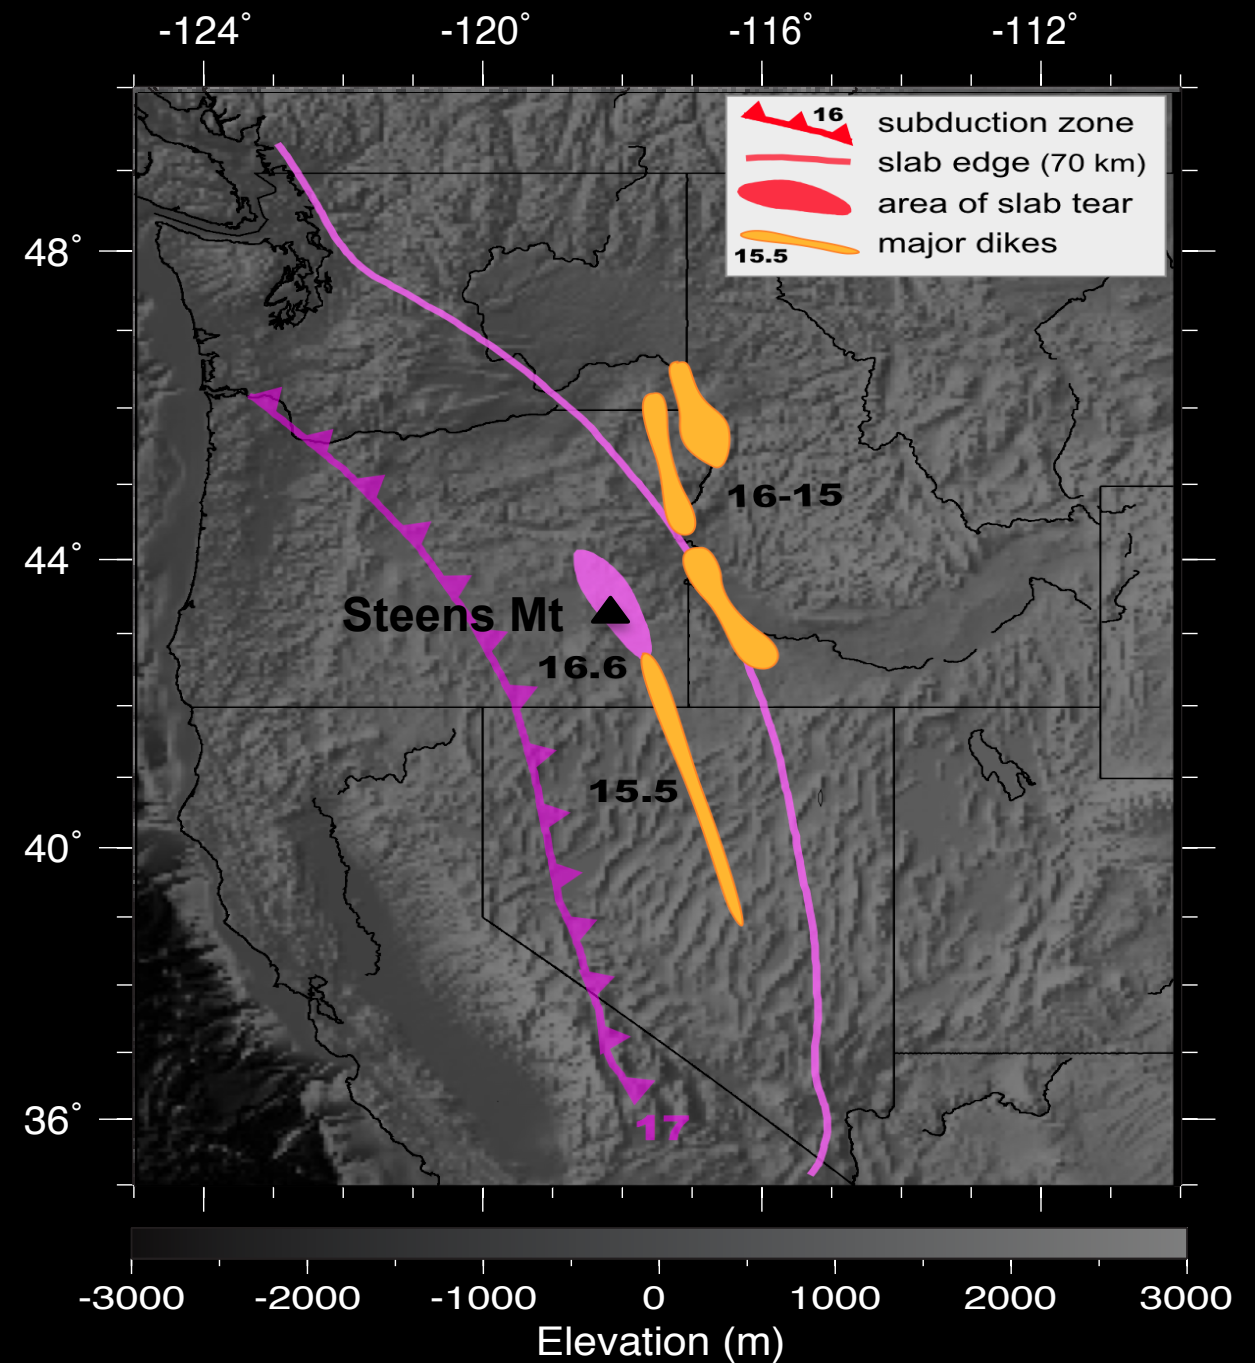 -124° -120° -116° -112°
16 subduction zone
slab edge (70 km)
area of slab tear
major dikes
15.5
48°
16-15
44°
Steens Mt
16.6
15.5
40°
36°
17
-3000 -2000 -1000 0 1000 2000 3000
Elevation (m)